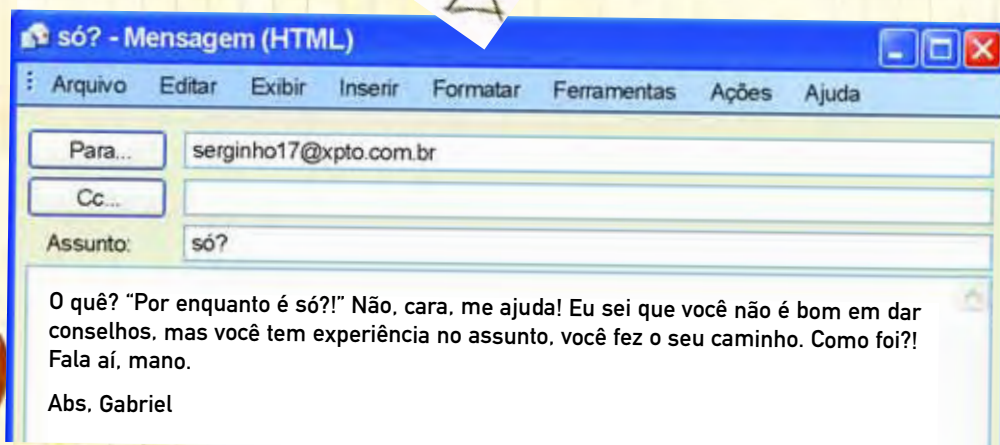 só? - Mensagem (HTML)
Arquivo Editar Exibir Inserir Formatar Ferramentas Ações Ajuda
Para... serginho17@xpto.com.br
Cc...
Assunto: só?
O quê? “Por enquanto é só?!” Não, cara, me ajuda! Eu sei que você não é bom em dar
conselhos, mas você tem experiência no assunto, você fez o seu caminho. Como foi?!
Fala aí, mano.
Abs, Gabriel